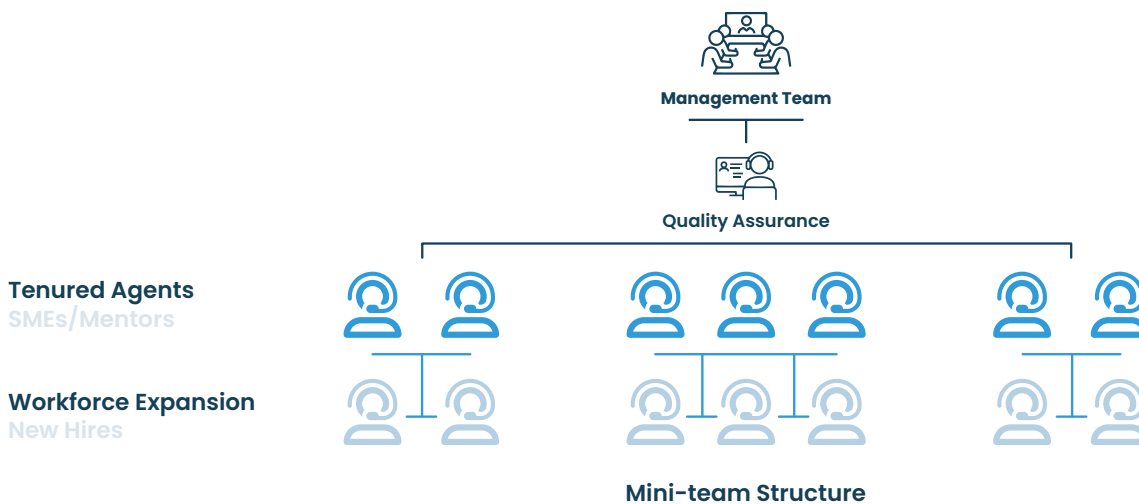 Management Team
Quality Assurance
Tenured Agents
SMEs/Mentors
Workforce Expansion
New Hires
Mini-team Structure